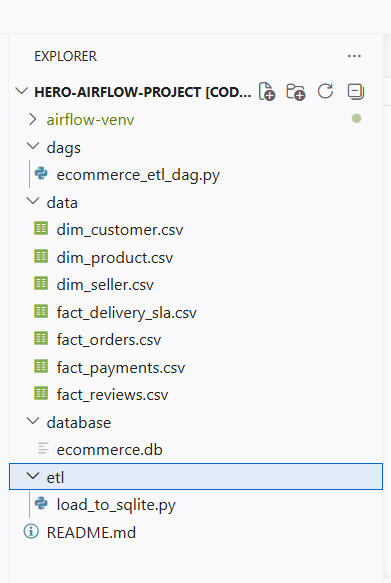 EXPLORER
HERO-AIRFLOW-PROJECT [COD...
airflow-venv
dags
ecommerce_etl_dag.py
data
dim_customer.csv
dim_product.csv
dim_seller.csv
fact_delivery_sla.csv
fact_orders.csv
fact_payments.csv
fact_reviews.csv
database
ecommerce.db
etl
load_to_sqlite.py
README.md